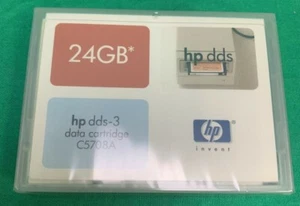 24GB*
hp dds
hp dds-3
data cartridge
C5708A
hp
invent